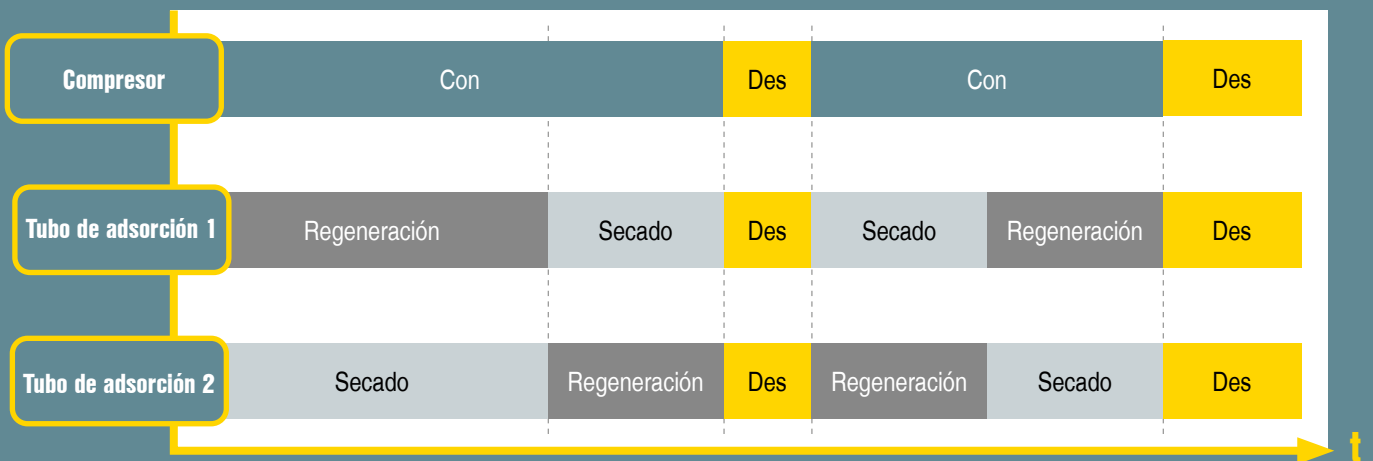 Compresor
Con
Des
Con
Des
Tubo de adsorción 1
Regeneración
Secado
Des
Secado
Regeneración
Des
Tubo de adsorción 2
Secado
Regeneración
Des
Regeneración
Secado
Des
t